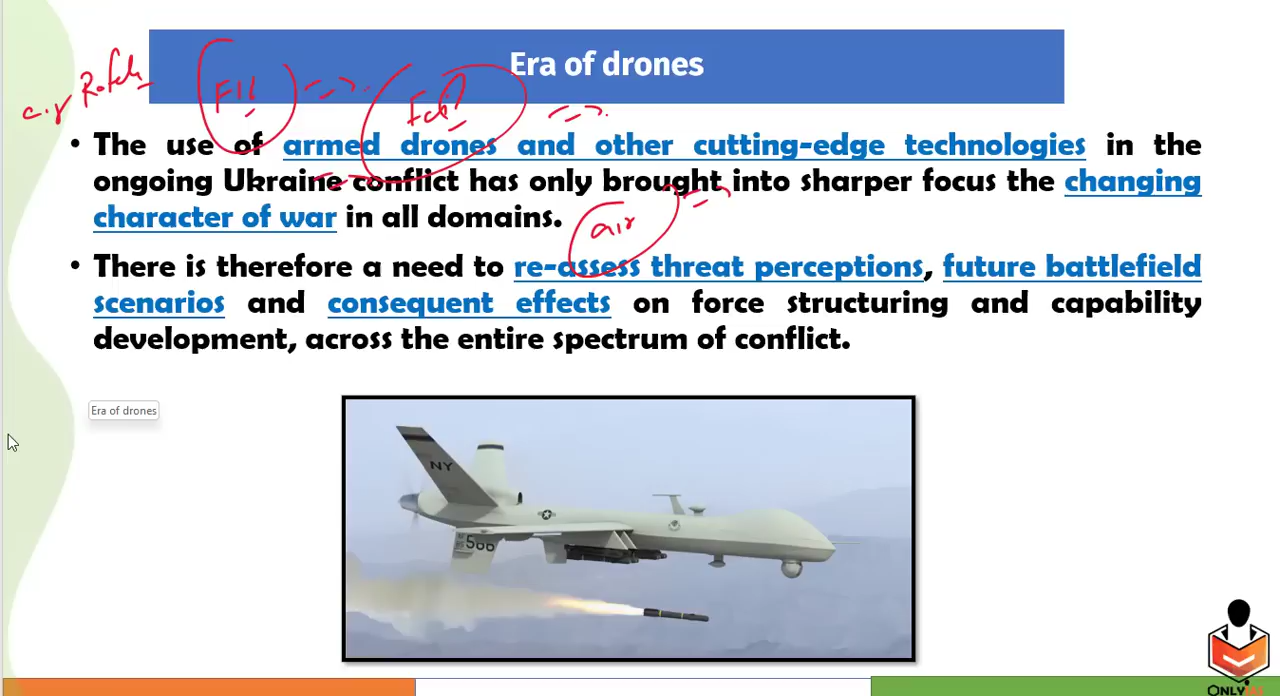 Era of drones
F16
• The use of armed drones and other cutting-edge technologies in the
ongoing Ukraine conflict has only brought into sharper focus the changing
character of war in all domains.
air
• There is therefore a need to re-assess threat perceptions, future battlefield
scenarios and consequent effects on force structuring and capability
development, across the entire spectrum of conflict.
Era of drones
NY
566
ONLYIAS